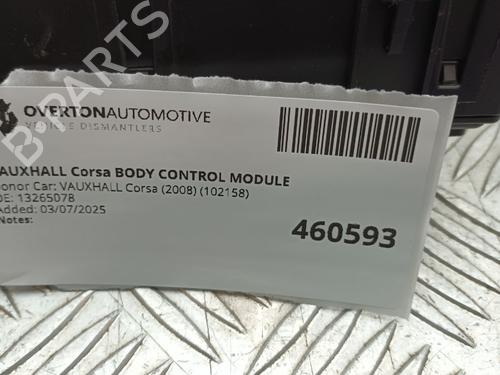 B-PARTS
OVERTONAUTOMOTIVE
VEHICLE DISMANTLERS
AUXHALL Corsa BODY CONTROL MODULE
onor Car: VAUXHALL Corsa (2008) (102158)
OE: 13265078
Added: 03/07/2025
Notes:
460593